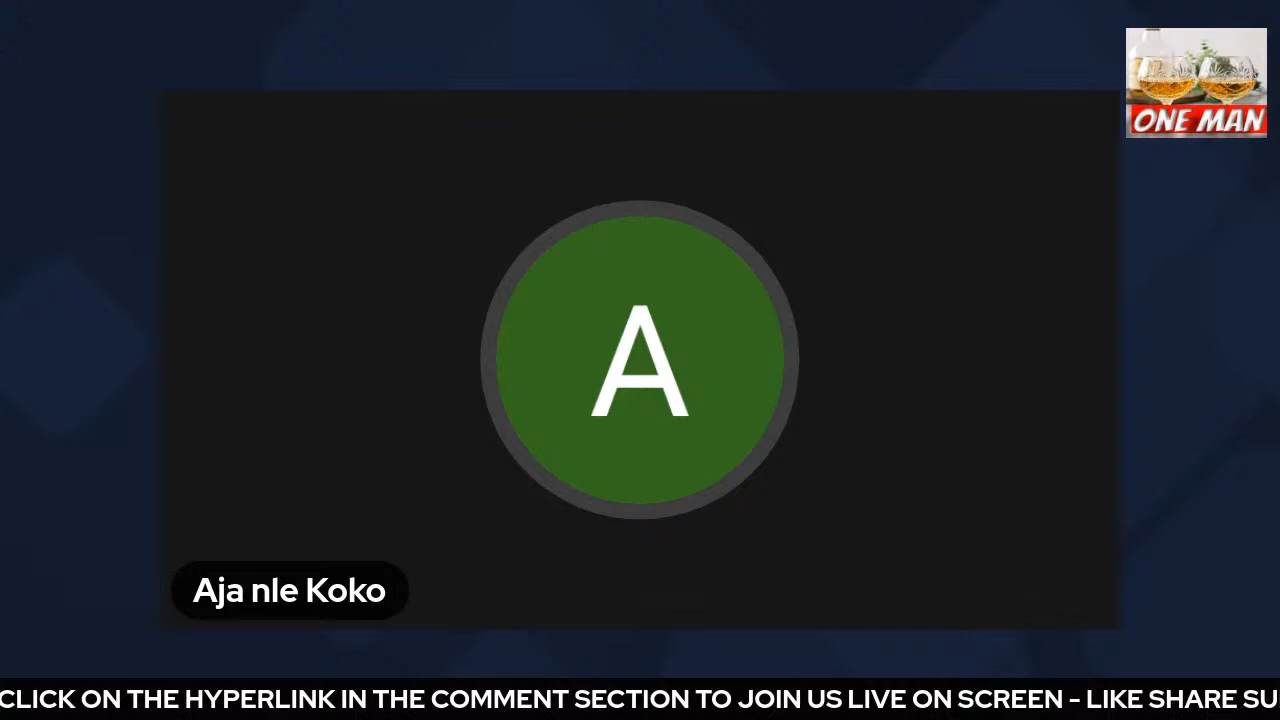 ONE MAN
A
Aja nle Koko
CLICK ON THE HYPERLINK IN THE COMMENT SECTION TO JOIN US LIVE ON SCREEN - LIKE SHARE SU